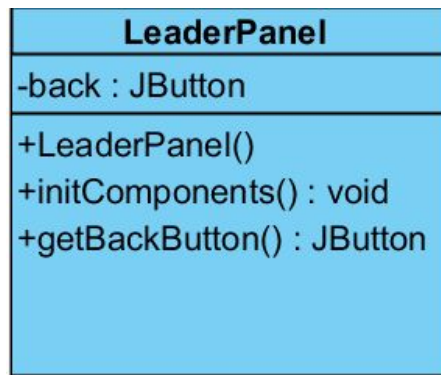 LeaderPanel
-back : JButton
+LeaderPanel()
+initComponents() : void
+getBackButton() : JButton